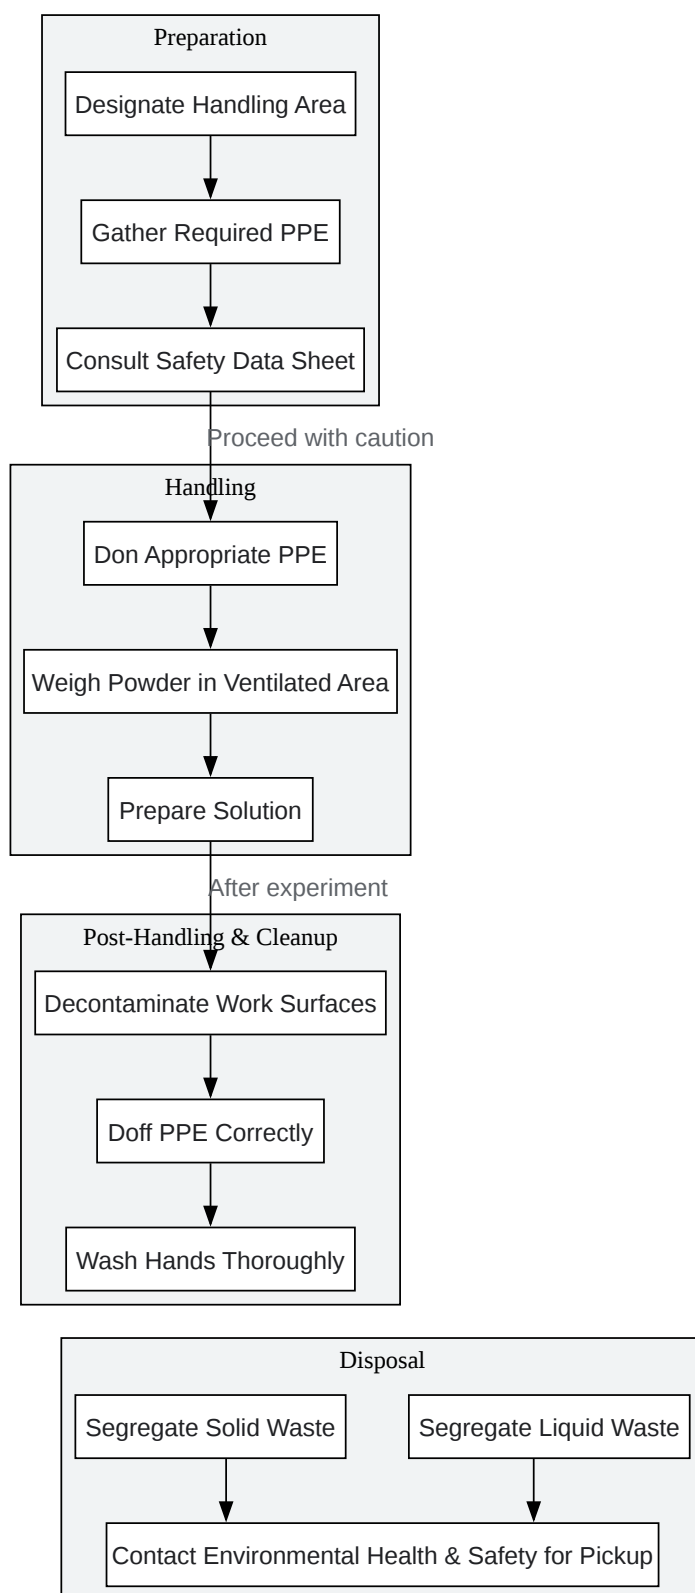 Preparation
Designate Handling Area
Gather Required PPE
Consult Safety Data Sheet
Proceed with caution
Handling
Don Appropriate PPE
Weigh Powder in Ventilated Area
Prepare Solution
After experiment
Post-Handling & Cleanup
Decontaminate Work Surfaces
Doff PPE Correctly
Wash Hands Thoroughly
Disposal
Segregate Solid Waste
Segregate Liquid Waste
Contact Environmental Health & Safety for Pickup